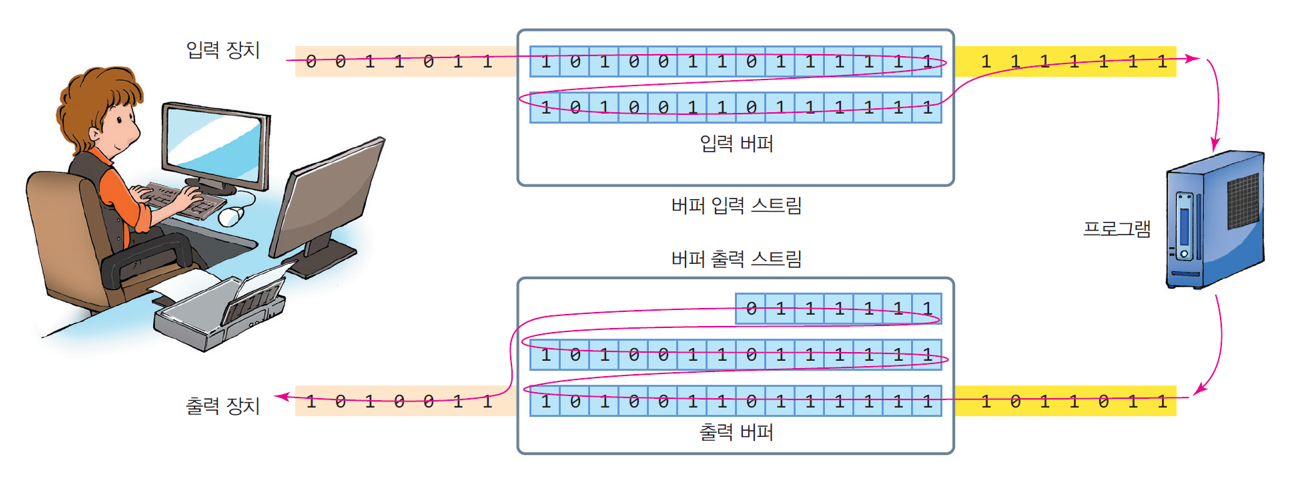 입력 장치
0 0 1 1 0 1 1
1 0 1 0 0 1 1 0 1 1 1 1 1 1
1 1 1 1 1 1 1
1 0 1 0 0 1 1 0 1 1 1 1 1 1
입력 버퍼
버퍼 입력 스트림
프로그램
버퍼 출력 스트림
0 1 1 1 1 1 1
1 0 1 0 0 1 1 0 1 1 1 1 1 1
출력 장치
1 0 1 0 0 1 1
1 0 1 0 0 1 1 0 1 1 1 1 1 1
1 0 1 1 0 1 1
출력 버퍼